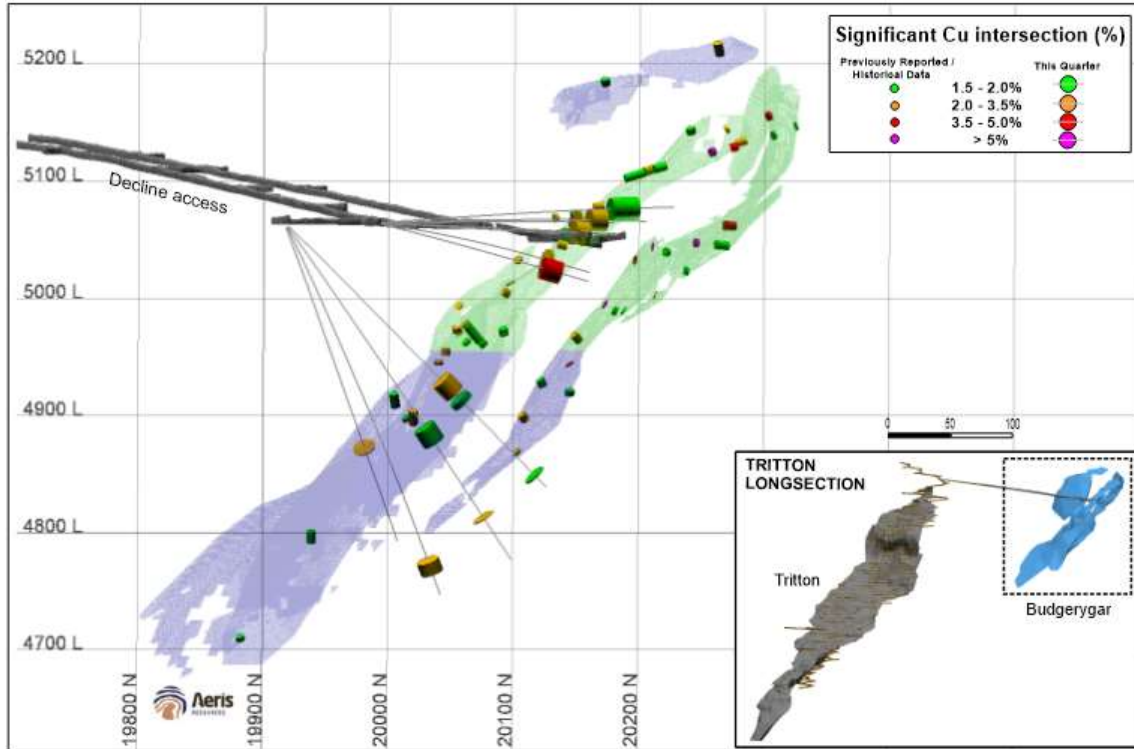 Significant Cu intersection (%)
Previously Reported /
Historical Data
This Quarter
1.5 - 2.0%
2.0 - 3.5%
3.5 - 5.0%
> 5%
5200 L
5100 L
Decline access
5000 L
4900 L
4800 L
4700 L
0 50 100
TRITTON
LONGSECTION
Tritton
Budgerygar
Aeris
RESOURCES
19800 N
19900 N
20000 N
20100 N
20200 N